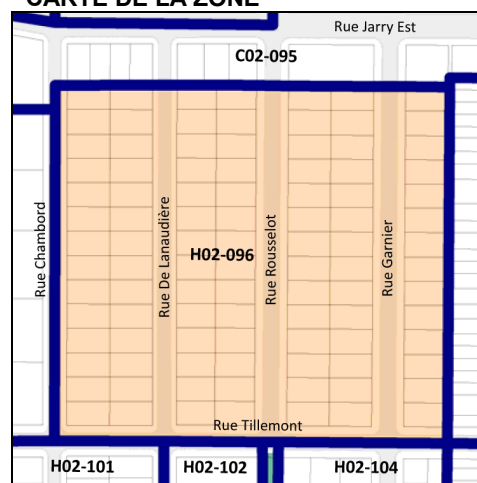 CARTE DE LA ZONE
Rue Jarry Est
C02-095
Rue Chambord
Rue De Lanaudière
H02-096
Rue Rousselot
Rue Garnier
Rue Tillemont
H02-101
H02-102
H02-104